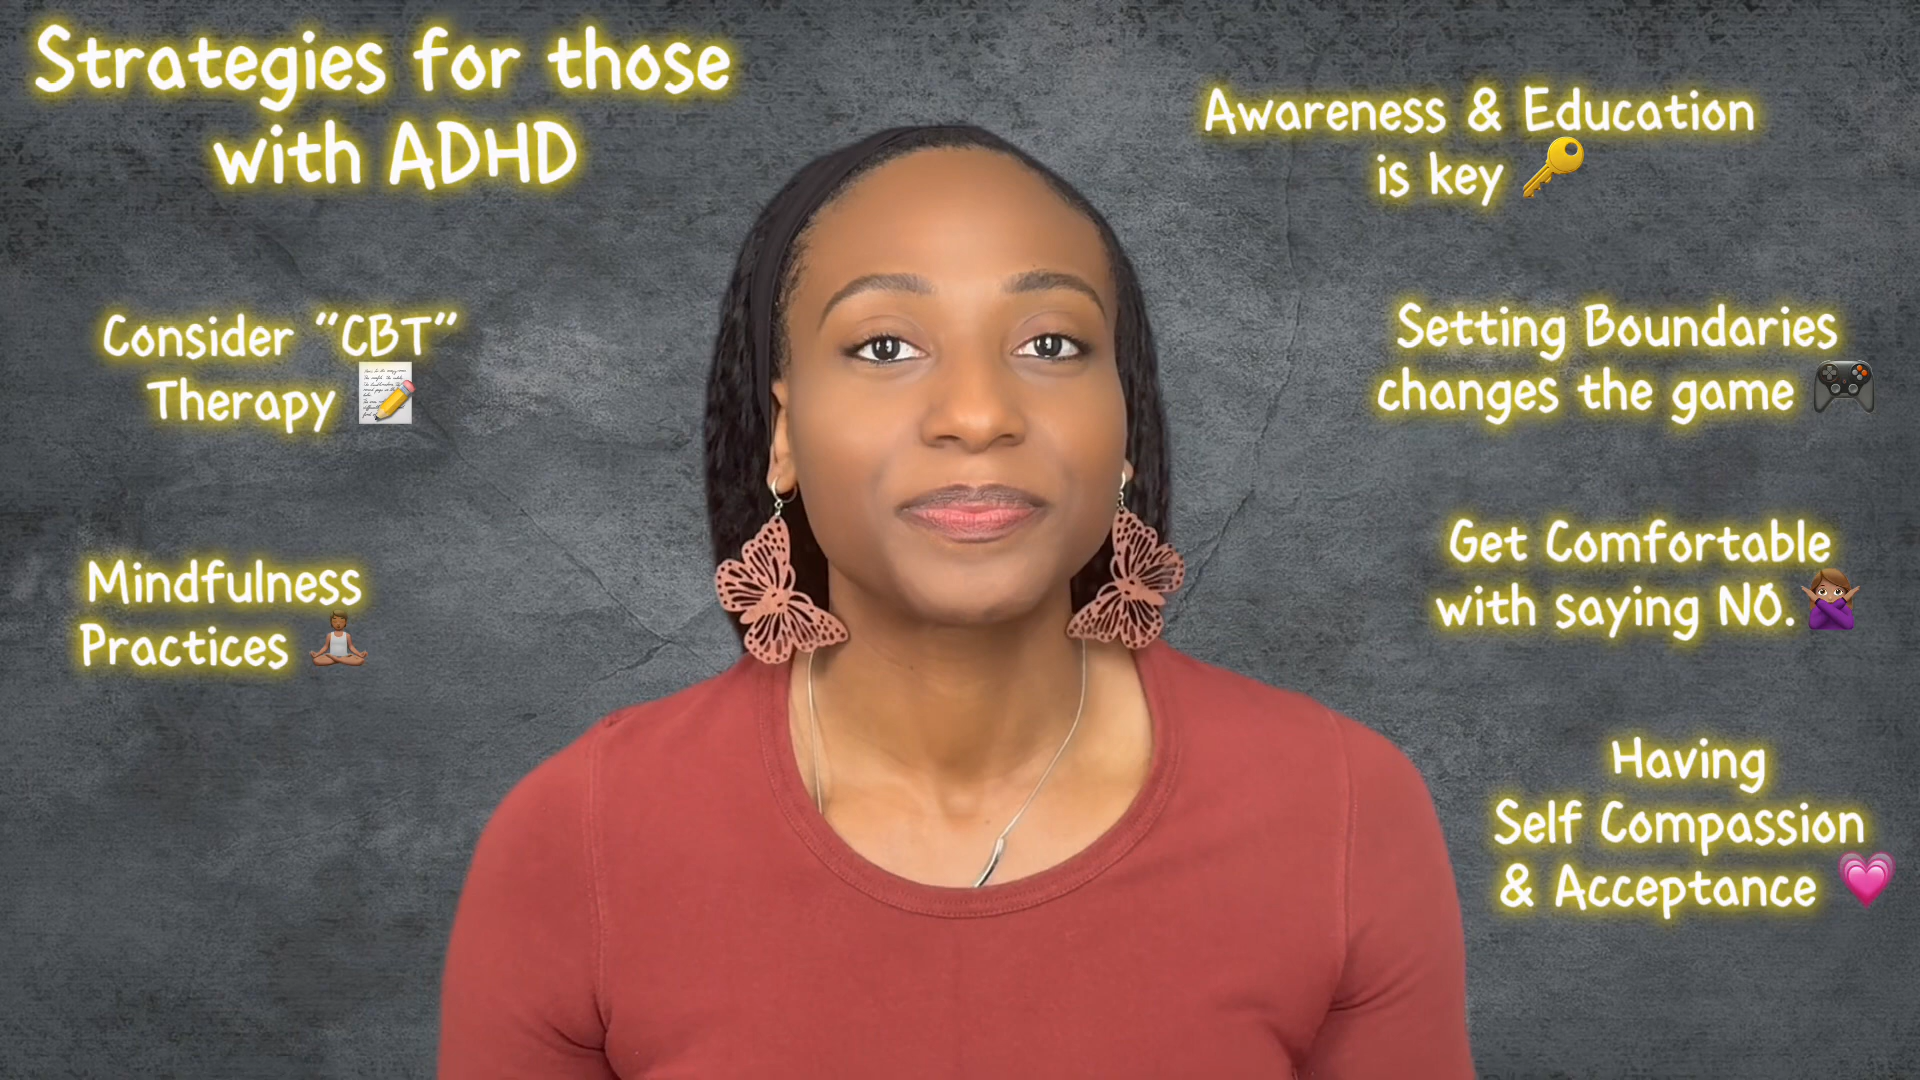 Strategies for those
with ADHD
Consider "CBT"
Therapy
Mindfulness
Practices
Awareness & Education
is key
Setting Boundaries
changes the game
Get Comfortable
with saying NO.
Having
Self Compassion
& Acceptance